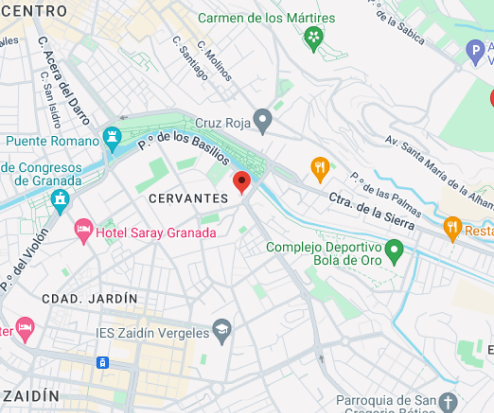 CENTRO
Carmen de los Mártires
P.º de la Sabica
C. Santiago
C. Molinos
C. Acera del Darro
C. San Isidro
P
Cruz Roja
Puente Romano
P.º de los Basilios
Av. Santa María de la Alham
de Congresos
de Granada
P.º de las Palmas
CERVANTES
Ctra. de la Sierra
Hotel Saray Granada
Resta
P.º del Violón
Complejo Deportivo
Bola de Oro
CDAD. JARDÍN
IES Zaidín Vergeles
ter
ZAIDÍN
Parroquia de San
Gregorio Bético